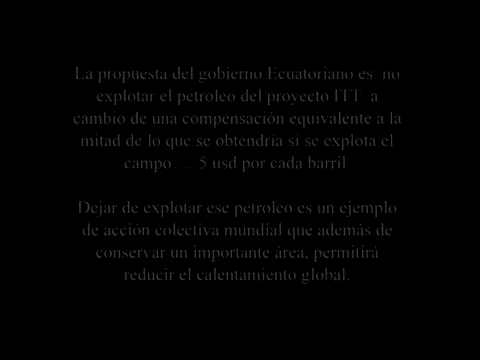 La propuesta del gobierno Ecuatoriano es no
explotar el petroleo del proyecto ITT a
cambio de una compensación equivalente a la
mitad de lo que se obtendria si se explota el
campo.... 5 usd por cada barril
Dejar de explotar ese petroleo es un ejemplo
de acción colectiva mundial que además de
conservar un importante área, permitirá
reducir el calentamiento global.